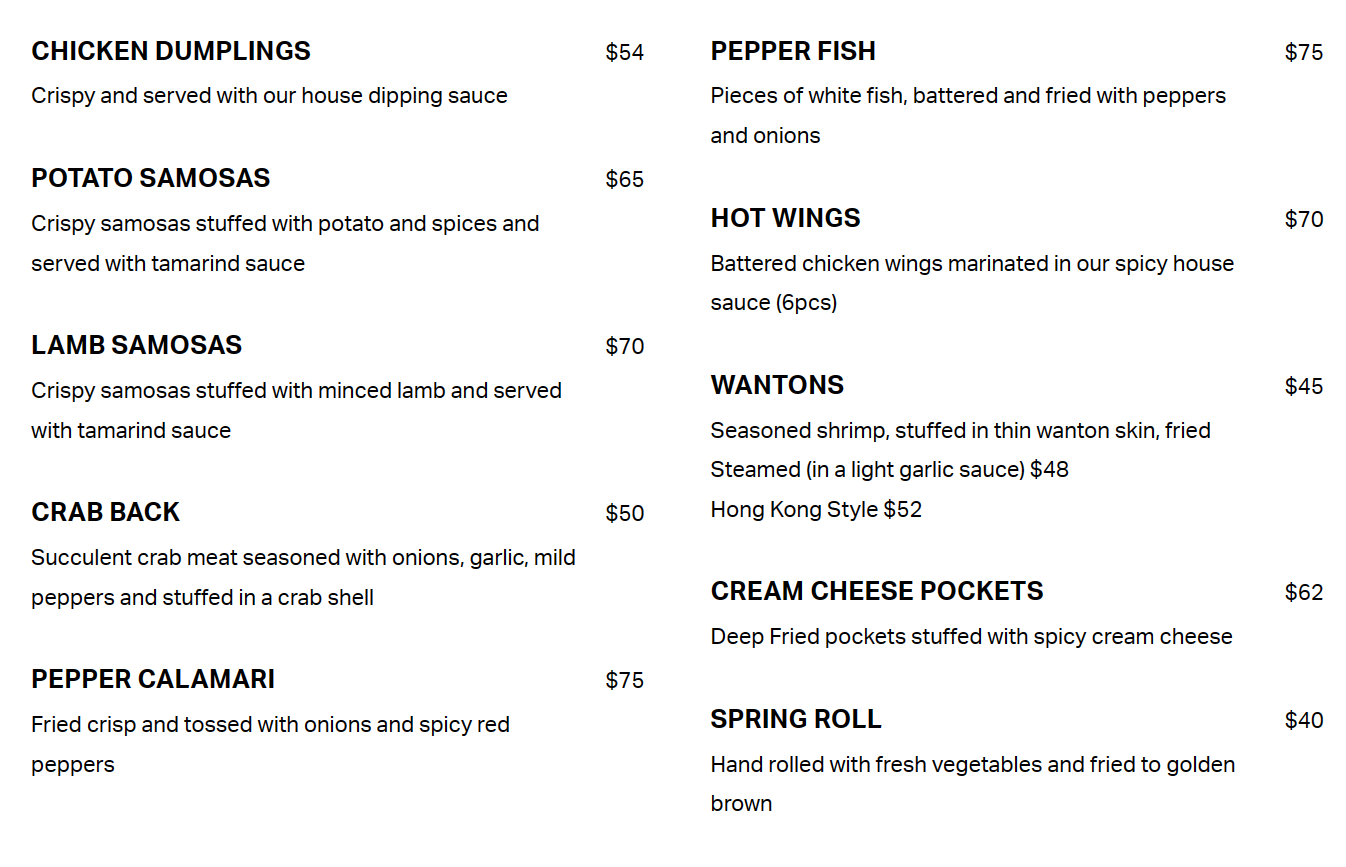 CHICKEN DUMPLINGS $54
Crispy and served with our house dipping sauce
POTATO SAMOSAS $65
Crispy samosas stuffed with potato and spices and
served with tamarind sauce
LAMB SAMOSAS $70
Crispy samosas stuffed with minced lamb and served
with tamarind sauce
CRAB BACK $50
Succulent crab meat seasoned with onions, garlic, mild
peppers and stuffed in a crab shell
PEPPER CALAMARI $75
Fried crisp and tossed with onions and spicy red
peppers
PEPPER FISH $75
Pieces of white fish, battered and fried with peppers
and onions
HOT WINGS $70
Battered chicken wings marinated in our spicy house
sauce (6pcs)
WANTONS $45
Seasoned shrimp, stuffed in thin wanton skin, fried
Steamed (in a light garlic sauce) $48
Hong Kong Style $52
CREAM CHEESE POCKETS $62
Deep Fried pockets stuffed with spicy cream cheese
SPRING ROLL $40
Hand rolled with fresh vegetables and fried to golden
brown